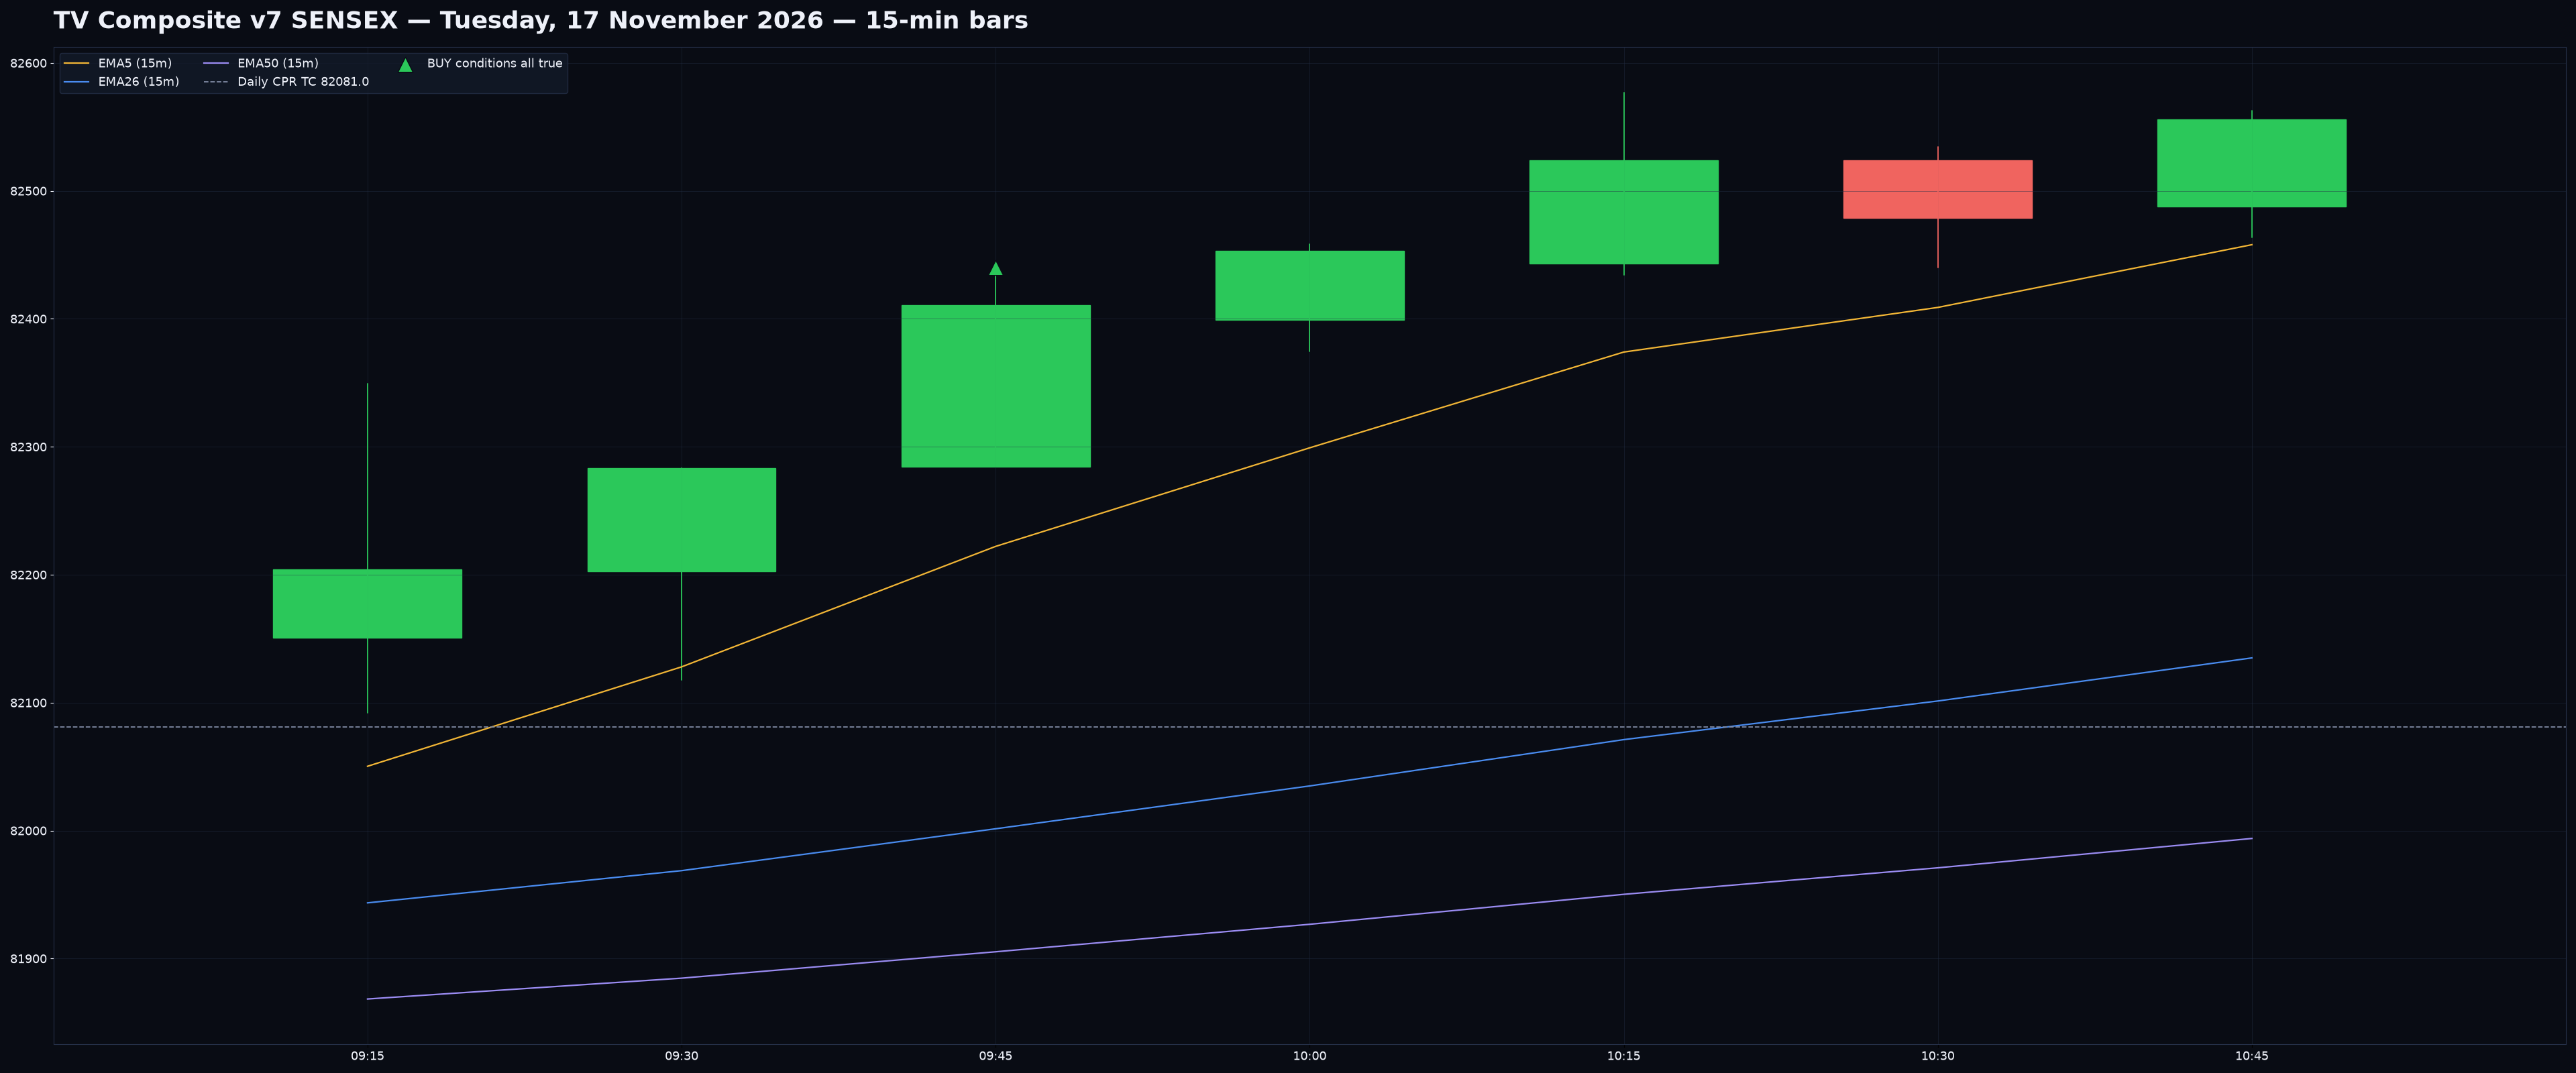 TV Composite v7 SENSEX — Tuesday, 17 November 2026 — 15-min bars
EMA5 (15m)
EMA26 (15m)
EMA50 (15m)
Daily CPR TC 82081.0
BUY conditions all true
82600
82500
82400
82300
82200
82100
82000
81900
09:15 09:30 09:45 10:00 10:15 10:30 10:45